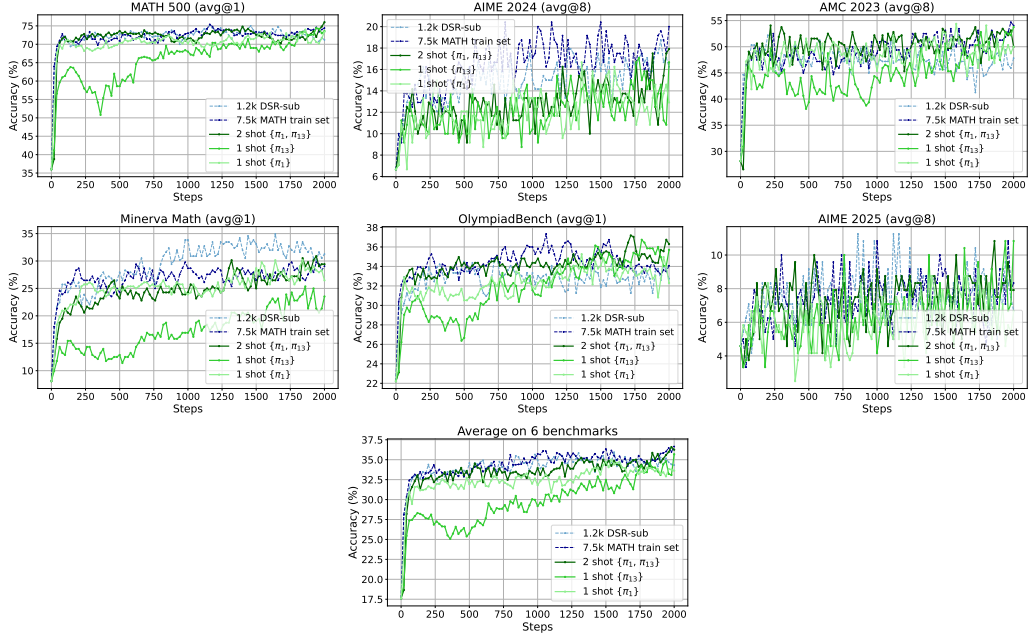 MATH 500 (avg@1)
Accuracy (%)
75
70
65
60
55
50
45
40
35
0 250 500 750 1000 1250 1500 1750 2000
Steps
1.2k DSR-sub
7.5k MATH train set
2 shot {π₁, π₁₃}
1 shot {π₁₃}
1 shot {π₁}
AIME 2024 (avg@8)
Accuracy (%)
20
18
16
14
12
10
8
6
0 250 500 750 1000 1250 1500 1750 2000
Steps
1.2k DSR-sub
7.5k MATH train set
2 shot {π₁, π₁₃}
1 shot {π₁₃}
1 shot {π₁}
AMC 2023 (avg@8)
Accuracy (%)
55
50
45
40
35
30
0 250 500 750 1000 1250 1500 1750 2000
Steps
1.2k DSR-sub
7.5k MATH train set
2 shot {π₁, π₁₃}
1 shot {π₁₃}
1 shot {π₁}
Minerva Math (avg@1)
Accuracy (%)
35
30
25
20
15
10
0 250 500 750 1000 1250 1500 1750 2000
Steps
1.2k DSR-sub
7.5k MATH train set
2 shot {π₁, π₁₃}
1 shot {π₁₃}
1 shot {π₁}
OlympiadBench (avg@1)
Accuracy (%)
38
36
34
32
30
28
26
24
22
0 250 500 750 1000 1250 1500 1750 2000
Steps
1.2k DSR-sub
7.5k MATH train set
2 shot {π₁, π₁₃}
1 shot {π₁₃}
1 shot {π₁}
AIME 2025 (avg@8)
Accuracy (%)
10
8
6
4
0 250 500 750 1000 1250 1500 1750 2000
Steps
1.2k DSR-sub
7.5k MATH train set
2 shot {π₁, π₁₃}
1 shot {π₁₃}
1 shot {π₁}
Average on 6 benchmarks
Accuracy (%)
37.5
35.0
32.5
30.0
27.5
25.0
22.5
20.0
17.5
0 250 500 750 1000 1250 1500 1750 2000
Steps
1.2k DSR-sub
7.5k MATH train set
2 shot {π₁, π₁₃}
1 shot {π₁₃}
1 shot {π₁}